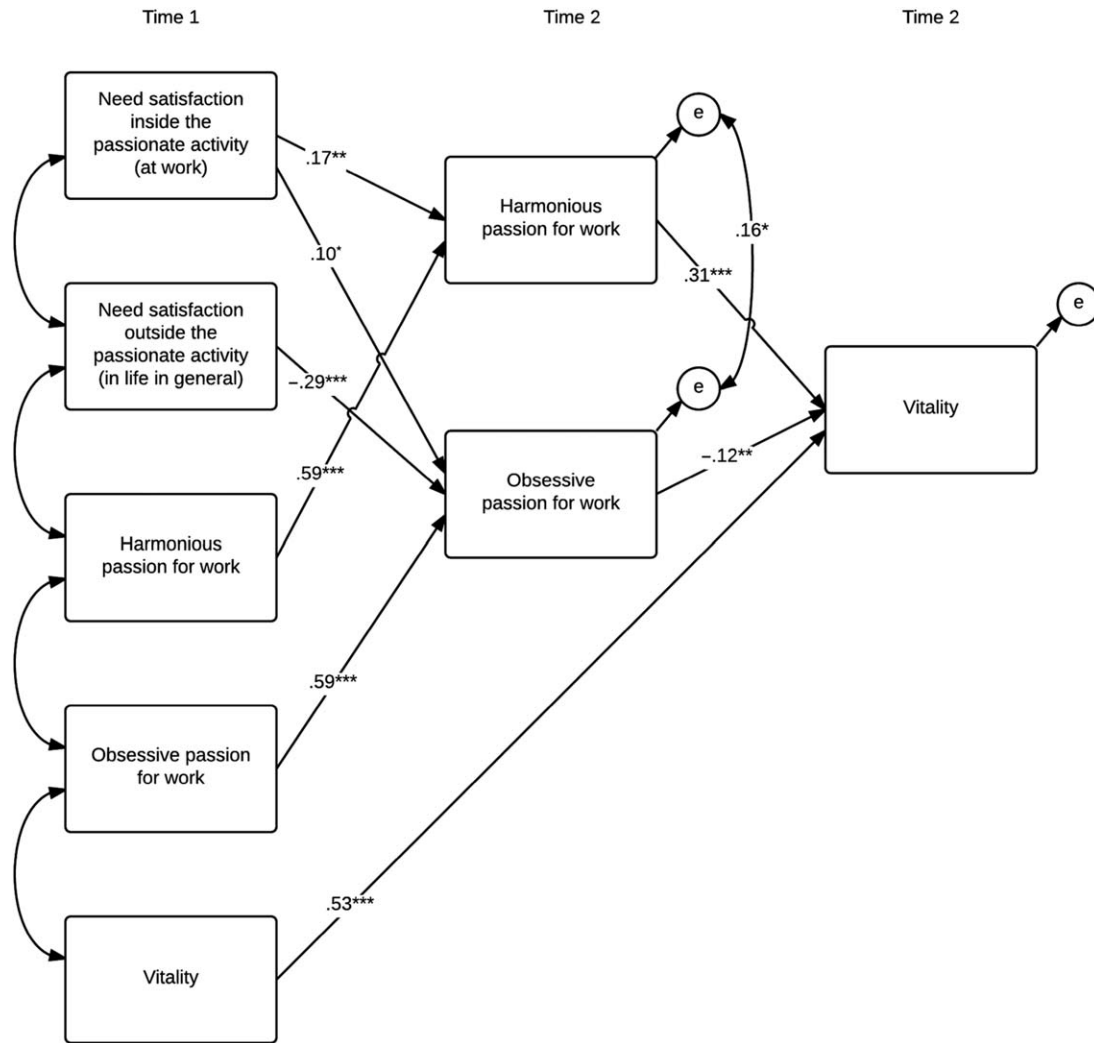 Time 1
Time 2
Time 2
Need satisfaction
inside the
passionate activity
(at work)
Need satisfaction
outside the
passionate activity
(in life in general)
Harmonious
passion for work
Obsessive passion
for work
Vitality
.17**
.10*
–.29***
.59***
.59***
.53***
Harmonious
passion for work
e
.16*
.31***
Obsessive
passion for work
e
–.12**
Vitality
e